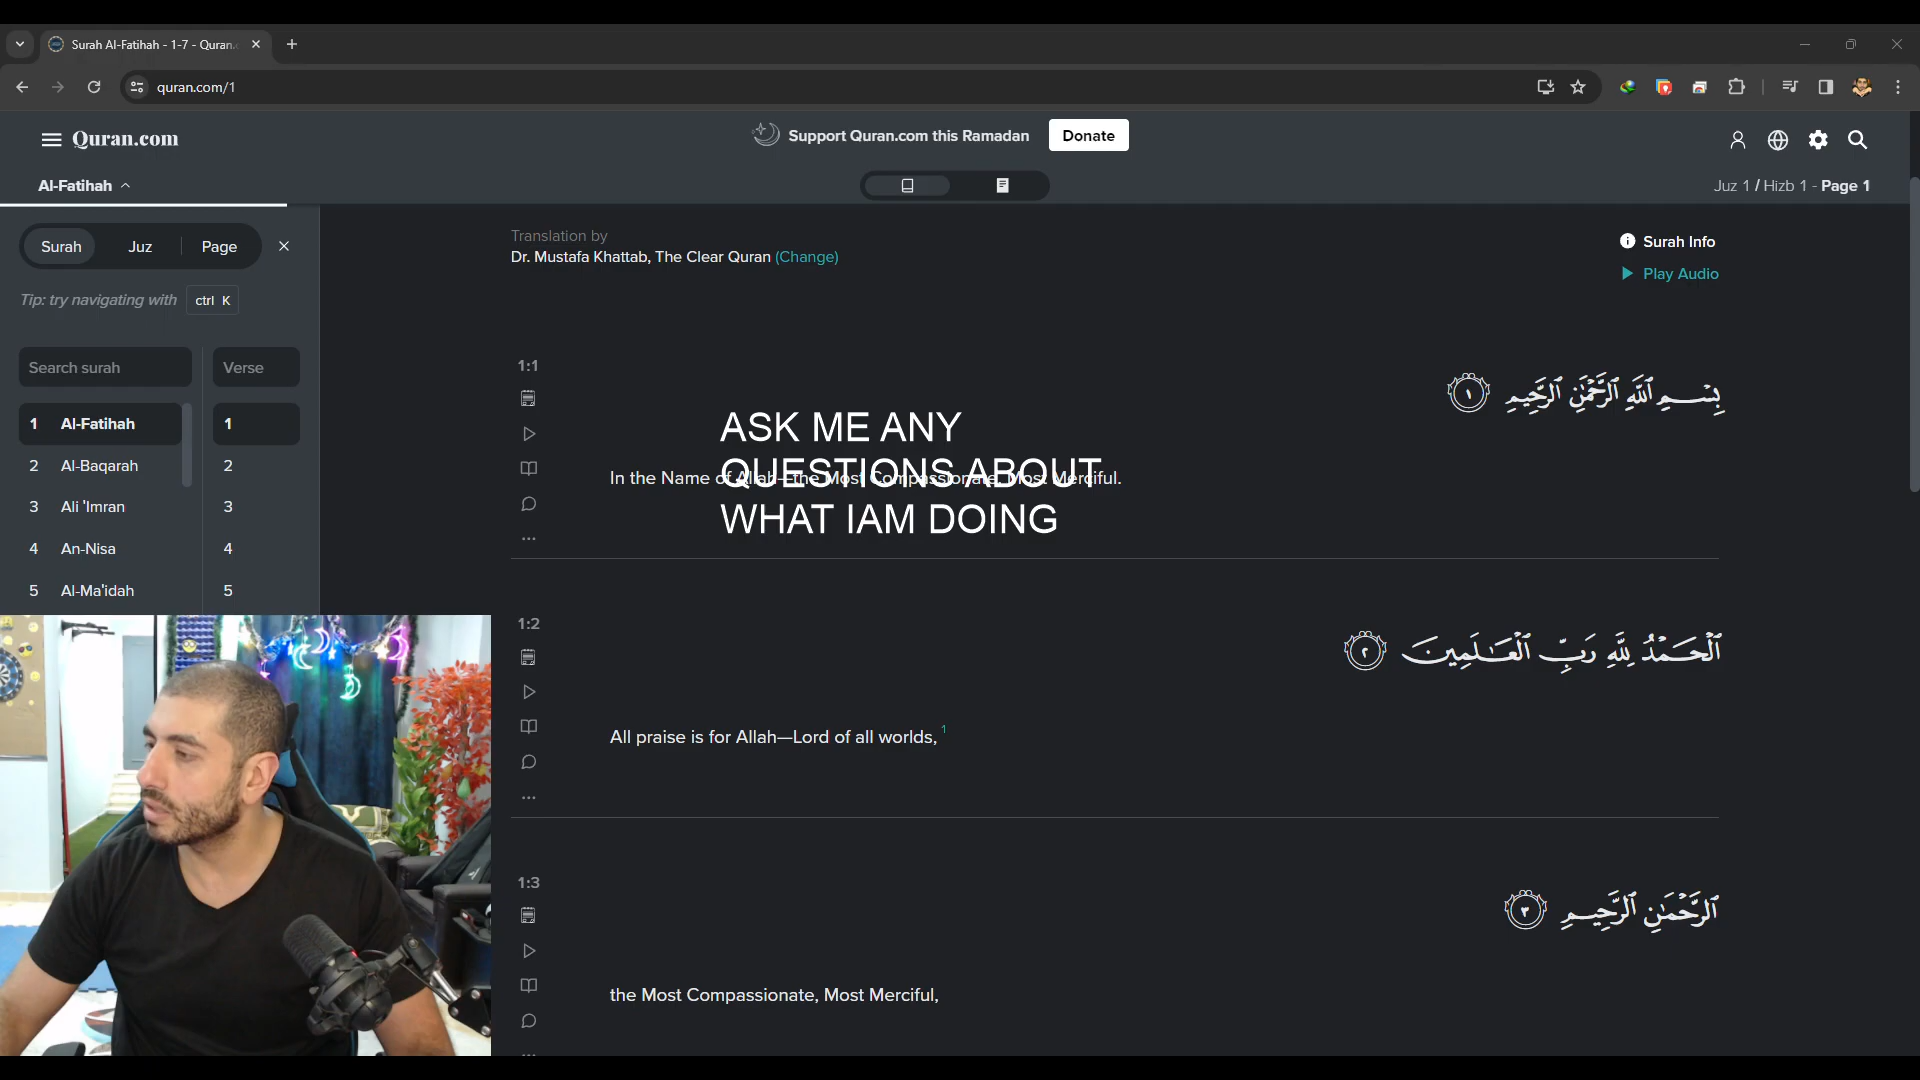 Surah Al-Fatihah - 1-7 - Quran.
quran.com/1
Quran.com
Support Quran.com this Ramadan
Donate
Al-Fatihah
Juz 1 / Hizb 1 - Page 1
Surah
Juz
Page
Tip: try navigating with ctrl K
Search surah
Verse
1 Al-Fatihah
1
2 Al-Baqarah
2
3 Ali 'Imran
3
4 An-Nisa
4
5 Al-Ma'idah
5
Translation by
Dr. Mustafa Khattab, The Clear Quran (Change)
Surah Info
Play Audio
1:1
بِسْمِ ٱللَّهِ ٱلرَّحْمَـٰنِ ٱلرَّحِيمِ ١
ASK ME ANY
QUESTIONS ABOUT
WHAT IAM DOING
In the Name of Allah—the Most Compassionate, Most Merciful.
1:2
ٱلْحَمْدُ لِلَّهِ رَبِّ ٱلْعَـٰلَمِينَ ٢
All praise is for Allah—Lord of all worlds, 1
1:3
ٱلرَّحْمَـٰنِ ٱلرَّحِيمِ ٣
the Most Compassionate, Most Merciful,